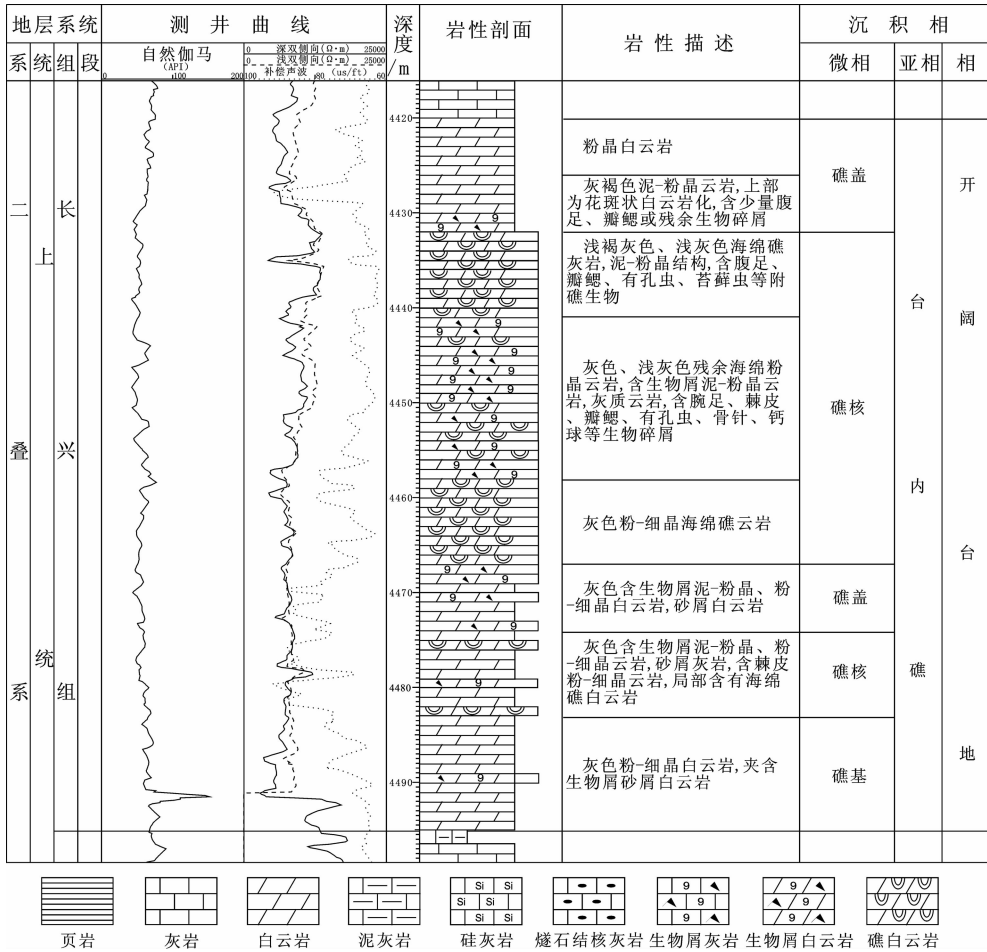 地层系统
测井曲线
深度/m
岩性剖面
岩性描述
沉积相
系
统
组
段
自然伽马
(API)
0 100 200
0 深双侧向(Ω·m) 25000
0 浅双侧向(Ω·m) 25000
补偿声波
100 80 (us/ft) 60
微相
亚相
相
二叠系
上统
长兴组
4420
4430
4440
4450
4460
4470
4480
4490
粉晶白云岩
灰褐色泥-粉晶云岩,上部
为花斑状白云岩化,含少量腹
足、瓣鳃或残余生物碎屑
浅褐灰色、浅灰色海绵礁
灰岩,泥-粉晶结构,含腹足、
瓣鳃、有孔虫、苔藓虫等附
礁生物
灰色、浅灰色残余海绵粉
晶云岩,含生物屑泥-粉晶云
岩,灰质云岩,含腕足、棘皮
、瓣鳃、有孔虫、骨针、钙
球等生物碎屑
灰色粉-细晶海绵礁云岩
灰色含生物屑泥-粉晶、粉
-细晶白云岩,砂屑白云岩
灰色含生物屑泥-粉晶、粉
-细晶云岩,砂屑灰岩,含棘皮
粉-细晶云岩,局部含有海绵
礁白云岩
灰色粉-细晶白云岩,夹含
生物屑砂屑白云岩
礁盖
礁核
礁盖
礁核
礁基
台内礁
开阔台地
页岩
灰岩
白云岩
泥灰岩
硅灰岩
燧石结核灰岩
生物屑灰岩
生物屑白云岩
礁白云岩